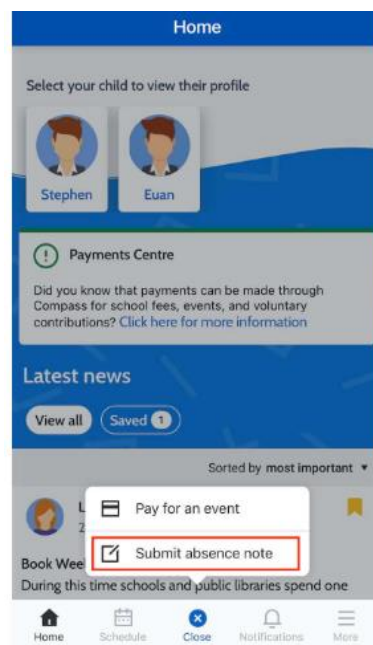 Home
Select your child to view their profile
Stephen
Euan
Payments Centre
Did you know that payments can be made through
Compass for school fees, events, and voluntary
contributions? Click here for more information
Latest news
View all
Saved 1
Sorted by most important
L
2
Pay for an event
Submit absence note
Book Wee
During this time schools and public libraries spend one
Home
Schedule
Close
Notifications
More